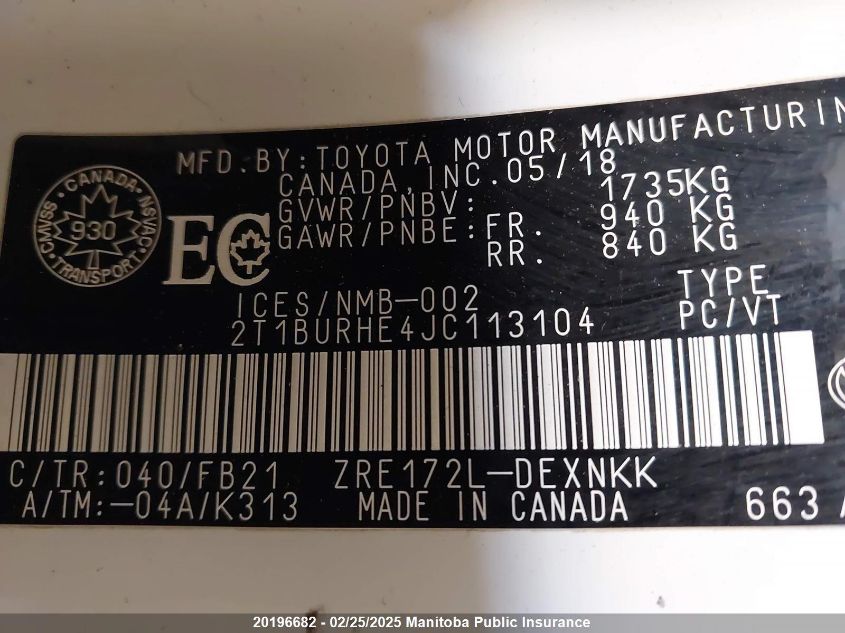 MFD.BY:TOYOTA MOTOR MANUFACTURIN
CANADA,INC.05/18
GVWR/PNBV: 1735KG
GAWR/PNBE:FR. 940 KG
RR. 840 KG
CANADA
CMVSS NSVAC
930
TRANSPORT
EC
ICES/NMB-002 TYPE
2T1BURHE4JC113104 PC/VT
C/TR:040/FB21 ZRE172L-DEXNKK
A/TM:-04A/K313 MADE IN CANADA 663
20196682 - 02/25/2025 Manitoba Public Insurance